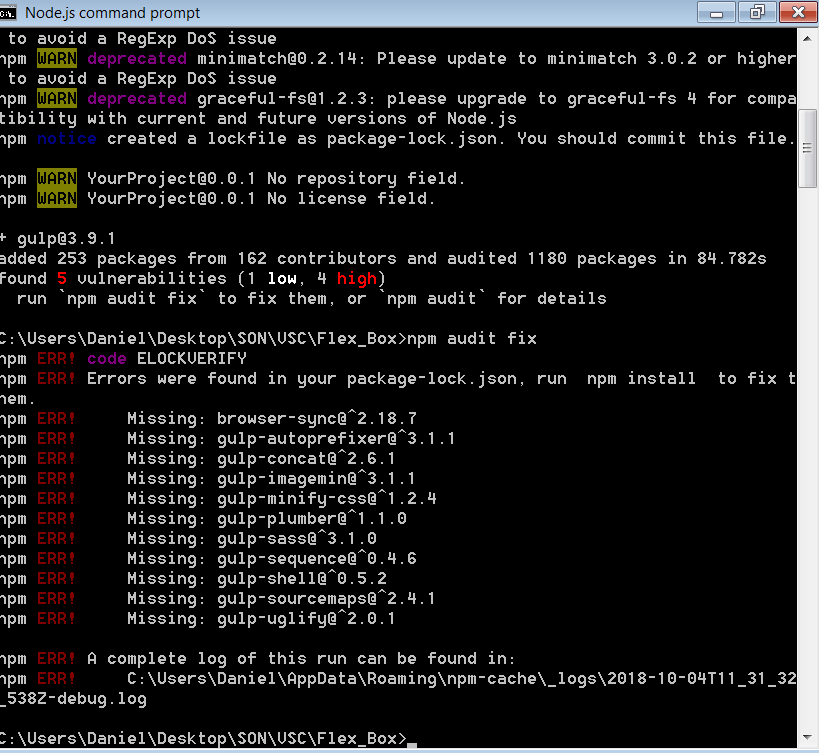 Node.js command prompt
to avoid a RegExp DoS issue
npm WARN deprecated minimatch@0.2.14: Please update to minimatch 3.0.2 or higher
to avoid a RegExp DoS issue
npm WARN deprecated graceful-fs@1.2.3: please upgrade to graceful-fs 4 for compa
tibility with current and future versions of Node.js
npm notice created a lockfile as package-lock.json. You should commit this file.
npm WARN YourProject@0.0.1 No repository field.
npm WARN YourProject@0.0.1 No license field.
+ gulp@3.9.1
added 253 packages from 162 contributors and audited 1180 packages in 84.782s
found 5 vulnerabilities (1 low, 4 high)
run `npm audit fix` to fix them, or `npm audit` for details
C:\Users\Daniel\Desktop\SON\VSC\Flex_Box>npm audit fix
npm ERR! code ELOCKVERIFY
npm ERR! Errors were found in your package-lock.json, run  npm install  to fix t
hem.
npm ERR!     Missing: browser-sync@^2.18.7
npm ERR!     Missing: gulp-autoprefixer@^3.1.1
npm ERR!     Missing: gulp-concat@^2.6.1
npm ERR!     Missing: gulp-imagemin@^3.1.1
npm ERR!     Missing: gulp-minify-css@^1.2.4
npm ERR!     Missing: gulp-plumber@^1.1.0
npm ERR!     Missing: gulp-sass@^3.1.0
npm ERR!     Missing: gulp-sequence@^0.4.6
npm ERR!     Missing: gulp-shell@^0.5.2
npm ERR!     Missing: gulp-sourcemaps@^2.4.1
npm ERR!     Missing: gulp-uglify@^2.0.1
npm ERR! A complete log of this run can be found in:
npm ERR!     C:\Users\Daniel\AppData\Roaming\npm-cache\_logs\2018-10-04T11_31_32
_538Z-debug.log
C:\Users\Daniel\Desktop\SON\VSC\Flex_Box>